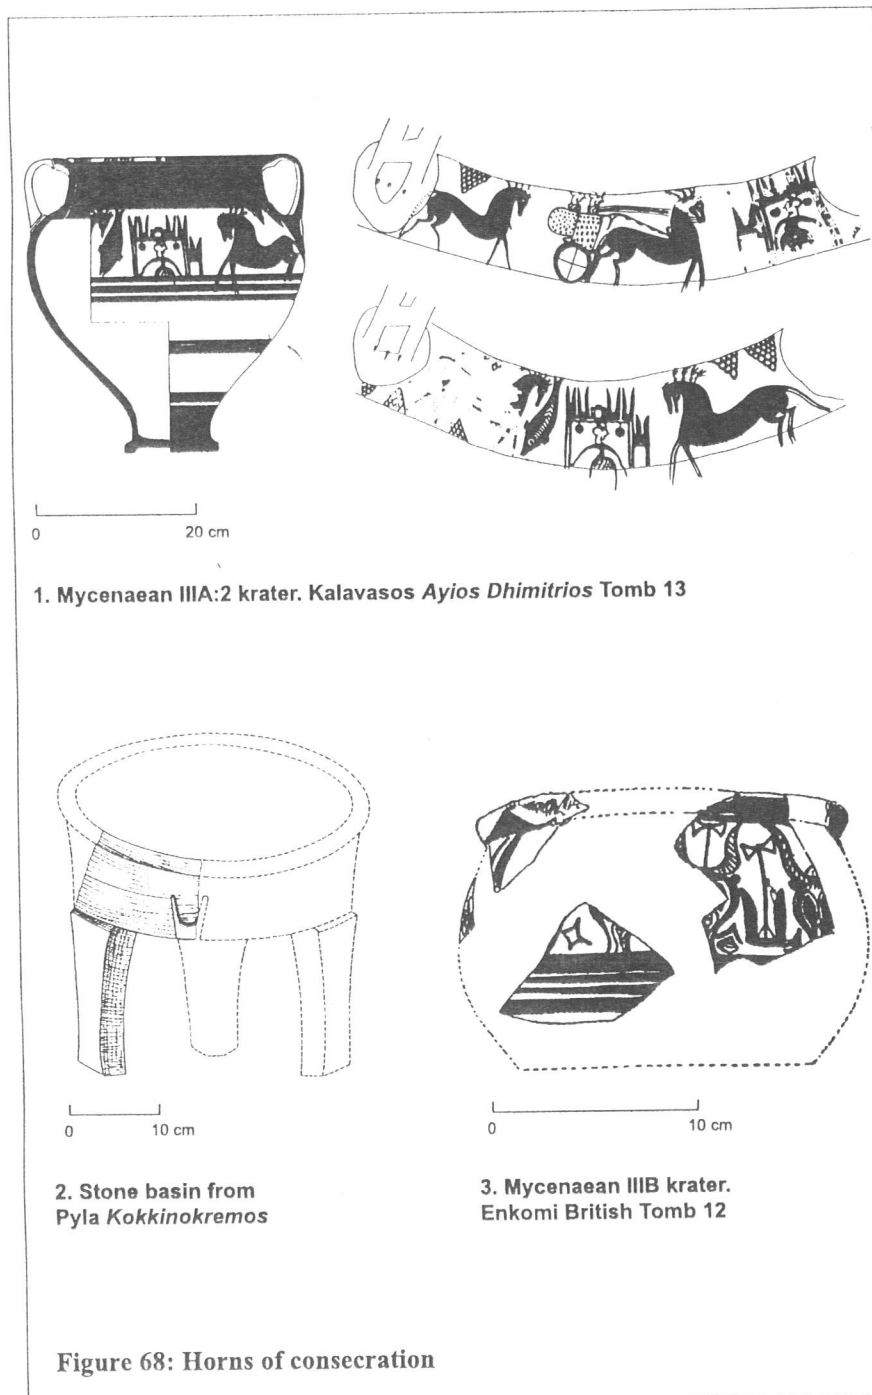 0 20 cm
1. Mycenaean IIIA:2 krater. Kalavasos Ayios Dhimitrios Tomb 13
0 10 cm
2. Stone basin from
Pyla Kokkinokremos
0 10 cm
3. Mycenaean IIIB krater.
Enkomi British Tomb 12
Figure 68: Horns of consecration